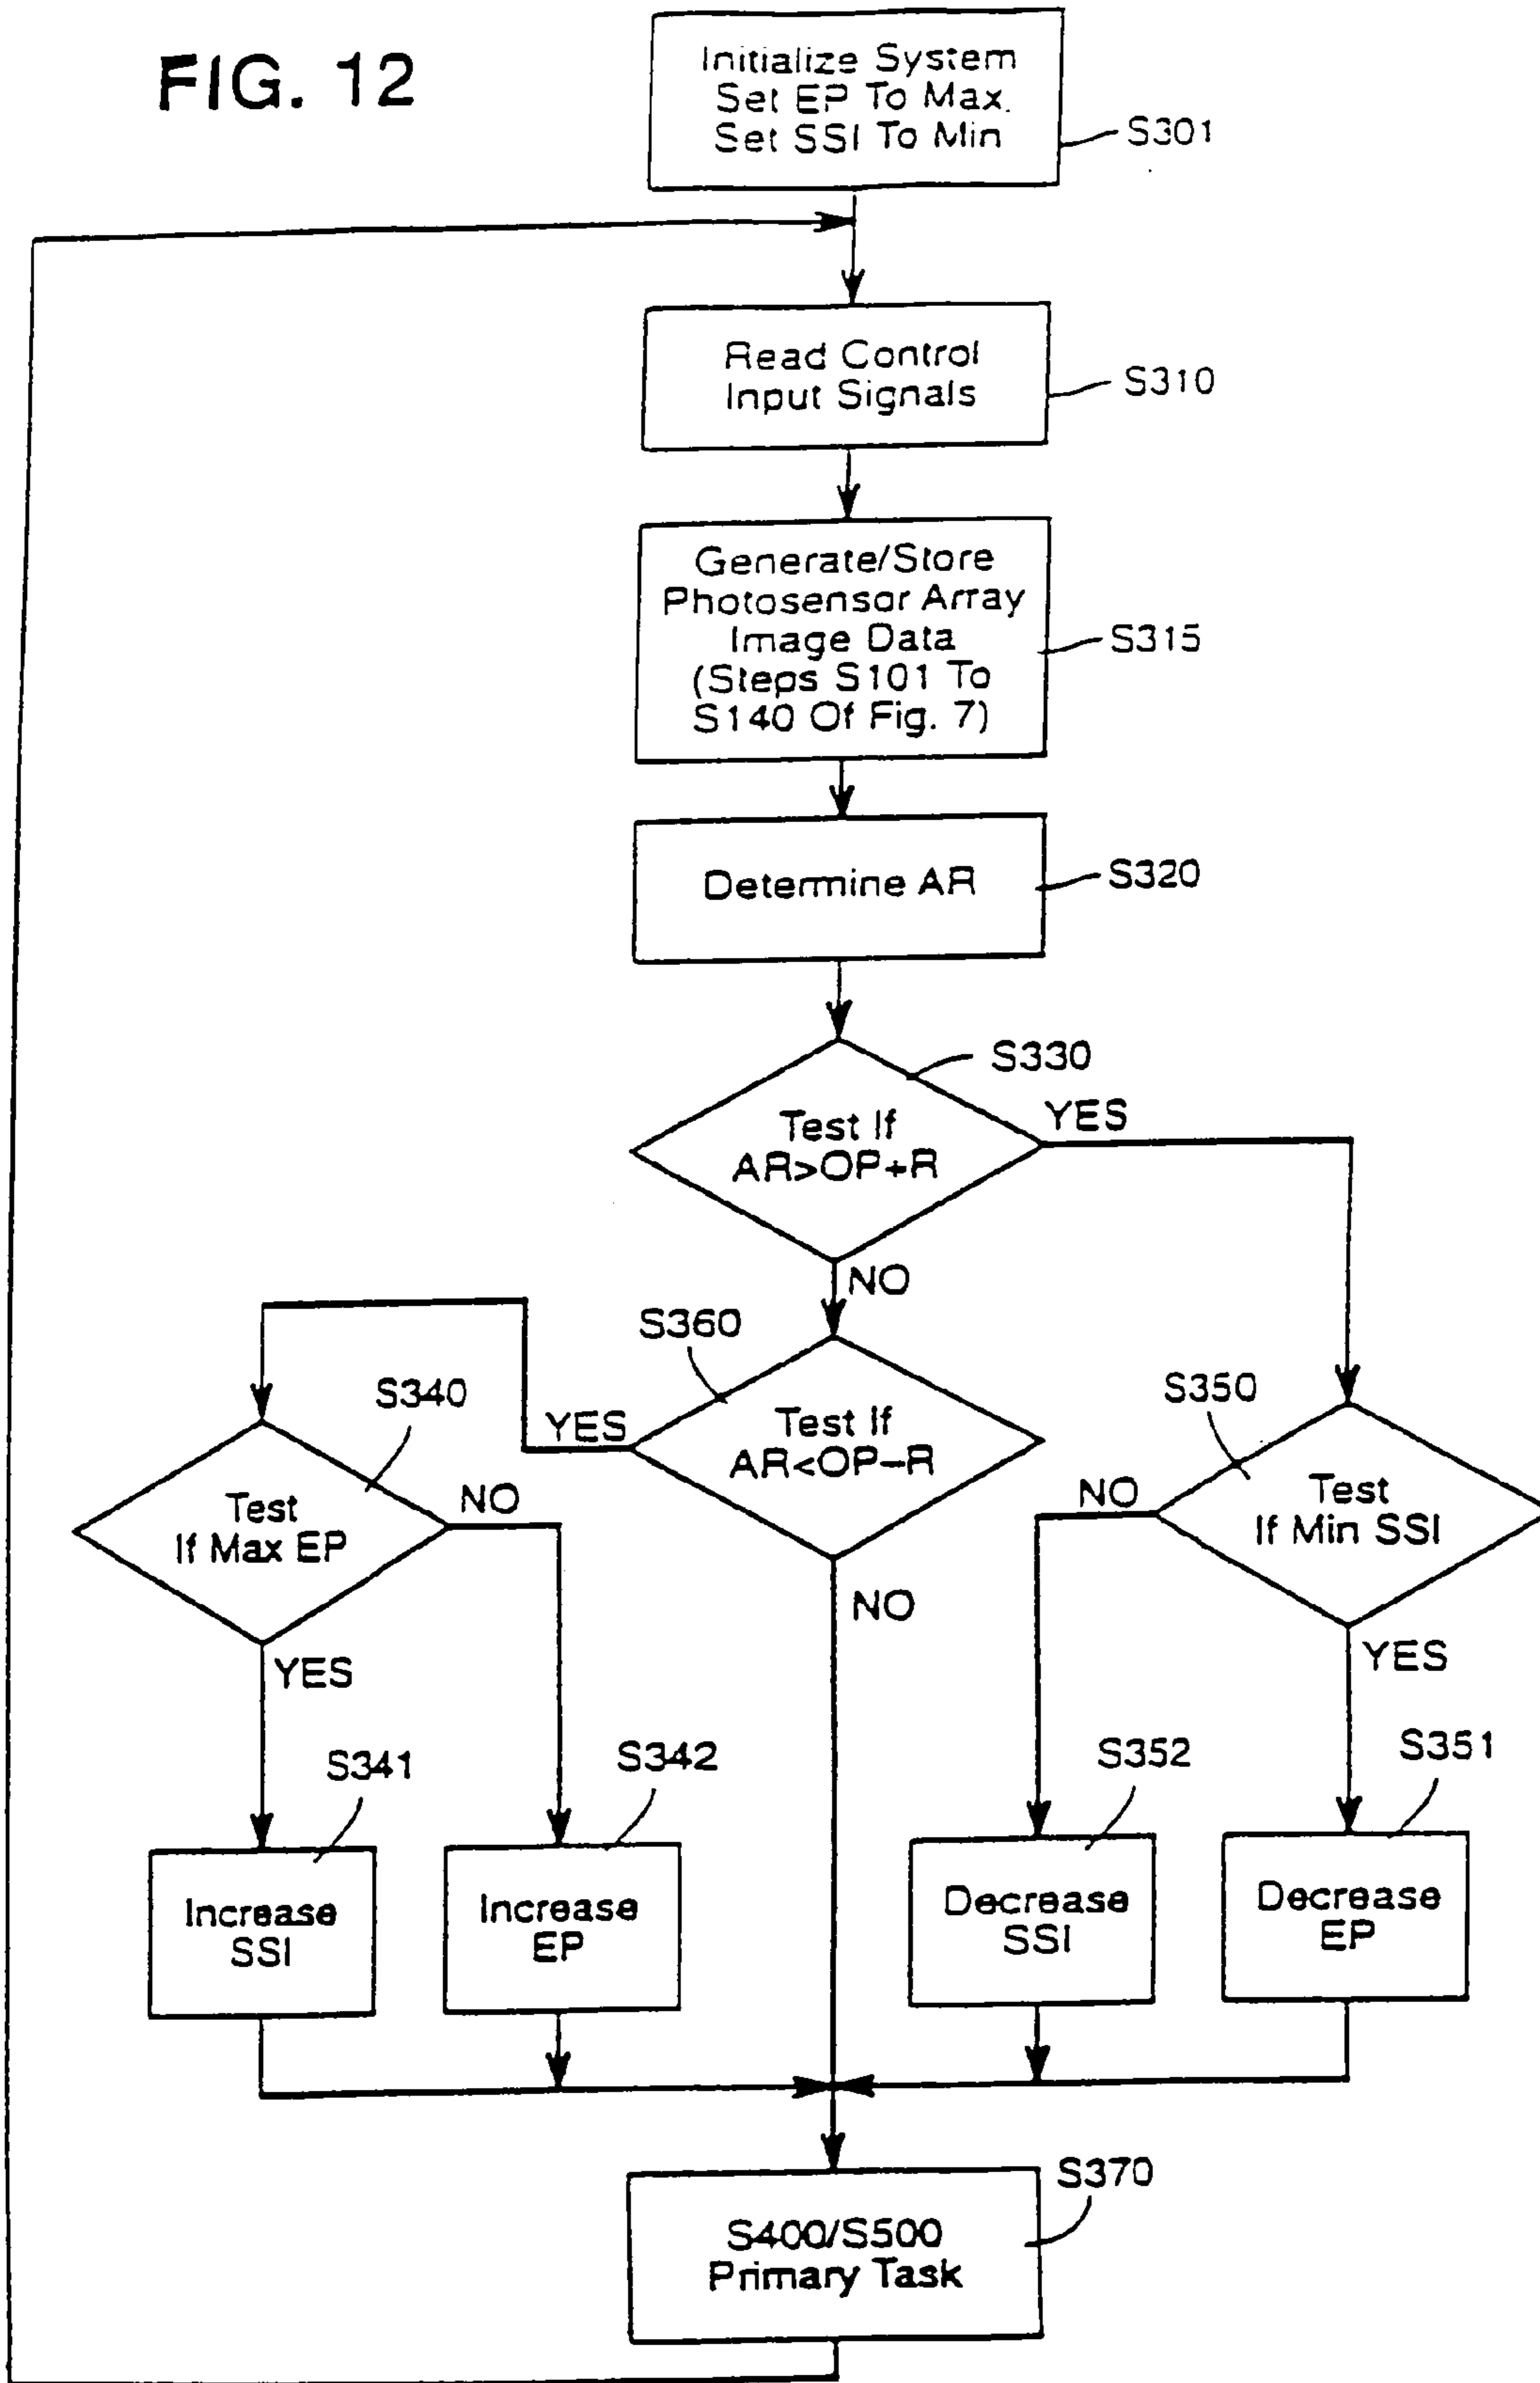 FIG. 12
Initialize System
Set EP To Max.
Set SSI To Min
S301
Read Control
Input Signals
S310
Generate/Store
Photosensor Array
Image Data
(Steps S101 To
S140 Of Fig. 7)
S315
Determine AR
S320
S330
Test If
AR>OP+R
YES
NO
S360
Test If
AR<OP−R
YES
NO
S340
Test
If Max EP
NO
YES
S350
Test
If Min SSI
NO
YES
S341
Increase
SSI
S342
Increase
EP
S352
Decrease
SSI
S351
Decrease
EP
S370
S400/S500
Primary Task